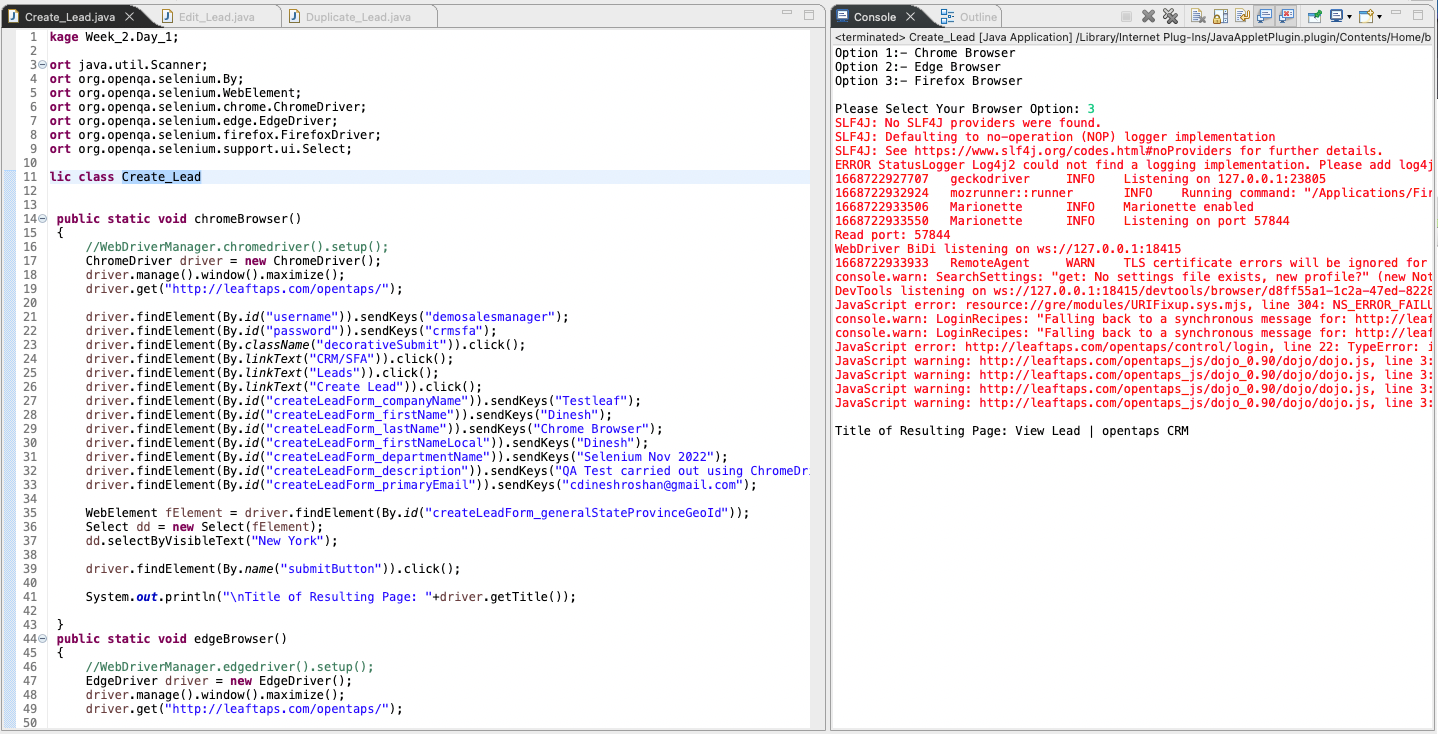 Create_Lead.java
Edit_Lead.java
Duplicate_Lead.java
1 kage Week_2.Day_1;
2
3 ort java.util.Scanner;
4 ort org.openqa.selenium.By;
5 ort org.openqa.selenium.WebElement;
6 ort org.openqa.selenium.chrome.ChromeDriver;
7 ort org.openqa.selenium.edge.EdgeDriver;
8 ort org.openqa.selenium.firefox.FirefoxDriver;
9 ort org.openqa.selenium.support.ui.Select;
10
11 lic class Create_Lead
12
13
14 public static void chromeBrowser()
15 {
16 //WebDriverManager.chromedriver().setup();
17 ChromeDriver driver = new ChromeDriver();
18 driver.manage().window().maximize();
19 driver.get("http://leaftaps.com/opentaps/");
20
21 driver.findElement(By.id("username")).sendKeys("demosalesmanager");
22 driver.findElement(By.id("password")).sendKeys("crmsfa");
23 driver.findElement(By.className("decorativeSubmit")).click();
24 driver.findElement(By.linkText("CRM/SFA")).click();
25 driver.findElement(By.linkText("Leads")).click();
26 driver.findElement(By.linkText("Create Lead")).click();
27 driver.findElement(By.id("createLeadForm_companyName")).sendKeys("Testleaf");
28 driver.findElement(By.id("createLeadForm_firstName")).sendKeys("Dinesh");
29 driver.findElement(By.id("createLeadForm_lastName")).sendKeys("Chrome Browser");
30 driver.findElement(By.id("createLeadForm_firstNameLocal")).sendKeys("Dinesh");
31 driver.findElement(By.id("createLeadForm_departmentName")).sendKeys("Selenium Nov 2022");
32 driver.findElement(By.id("createLeadForm_description")).sendKeys("QA Test carried out using ChromeDri
33 driver.findElement(By.id("createLeadForm_primaryEmail")).sendKeys("cdineshroshan@gmail.com");
34
35 WebElement fElement = driver.findElement(By.id("createLeadForm_generalStateProvinceGeoId"));
36 Select dd = new Select(fElement);
37 dd.selectByVisibleText("New York");
38
39 driver.findElement(By.name("submitButton")).click();
40
41 System.out.println("\nTitle of Resulting Page: "+driver.getTitle());
42
43 }
44 public static void edgeBrowser()
45 {
46 //WebDriverManager.edgedriver().setup();
47 EdgeDriver driver = new EdgeDriver();
48 driver.manage().window().maximize();
49 driver.get("http://leaftaps.com/opentaps/");
50
Console
Outline
<terminated> Create_Lead [Java Application] /Library/Internet Plug-Ins/JavaAppletPlugin.plugin/Contents/Home/b
Option 1:- Chrome Browser
Option 2:- Edge Browser
Option 3:- Firefox Browser
Please Select Your Browser Option: 3
SLF4J: No SLF4J providers were found.
SLF4J: Defaulting to no-operation (NOP) logger implementation
SLF4J: See https://www.slf4j.org/codes.html#noProviders for further details.
ERROR StatusLogger Log4j2 could not find a logging implementation. Please add log4j
1668722927707 geckodriver INFO Listening on 127.0.0.1:23805
1668722932924 mozrunner::runner INFO Running command: "/Applications/Fir
1668722933506 Marionette INFO Marionette enabled
1668722933550 Marionette INFO Listening on port 57844
Read port: 57844
WebDriver BiDi listening on ws://127.0.0.1:18415
1668722933933 RemoteAgent WARN TLS certificate errors will be ignored for
console.warn: SearchSettings: "get: No settings file exists, new profile?" (new Not
DevTools listening on ws://127.0.0.1:18415/devtools/browser/d8ff55a1-1c2a-47ed-8228
JavaScript error: resource://gre/modules/URIFixup.sys.mjs, line 304: NS_ERROR_FAILU
console.warn: LoginRecipes: "Falling back to a synchronous message for: http://leaf
console.warn: LoginRecipes: "Falling back to a synchronous message for: http://leaf
JavaScript error: http://leaftaps.com/opentaps/control/login, line 22: TypeError: i
JavaScript warning: http://leaftaps.com/opentaps_js/dojo_0.90/dojo/dojo.js, line 3:
JavaScript warning: http://leaftaps.com/opentaps_js/dojo_0.90/dojo/dojo.js, line 3:
JavaScript warning: http://leaftaps.com/opentaps_js/dojo_0.90/dojo/dojo.js, line 3:
JavaScript warning: http://leaftaps.com/opentaps_js/dojo_0.90/dojo/dojo.js, line 3:
Title of Resulting Page: View Lead | opentaps CRM